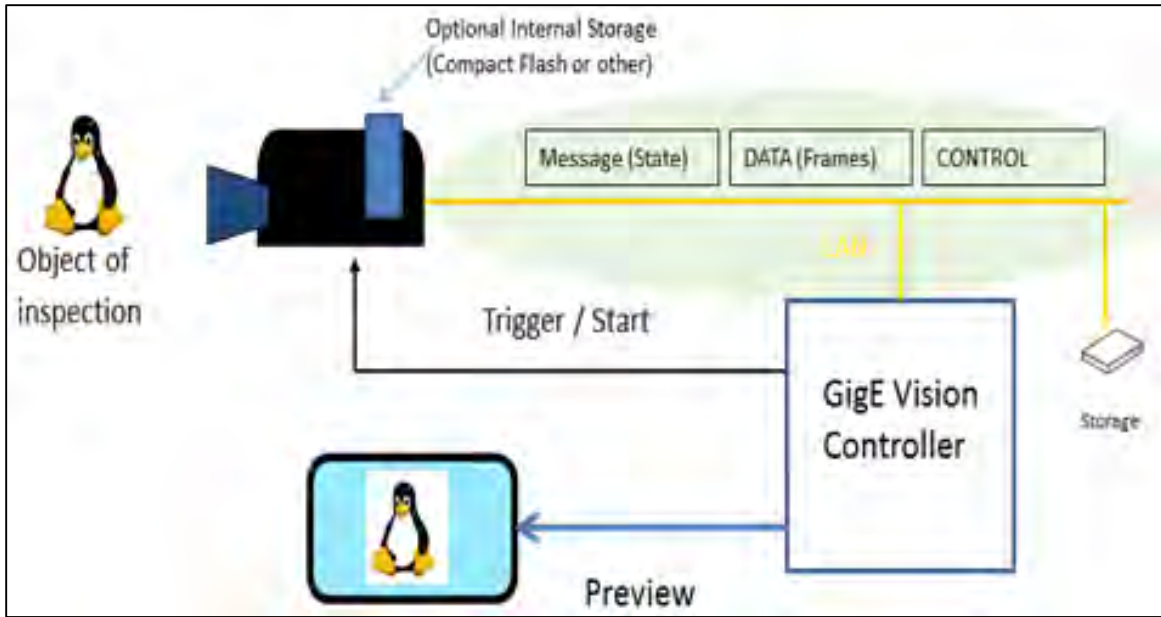 Optional Internal Storage
(Compact Flash or other)
Message (State)
DATA (Frames)
CONTROL
LAN
Object of
inspection
Trigger / Start
GigE Vision
Controller
Storage
Preview